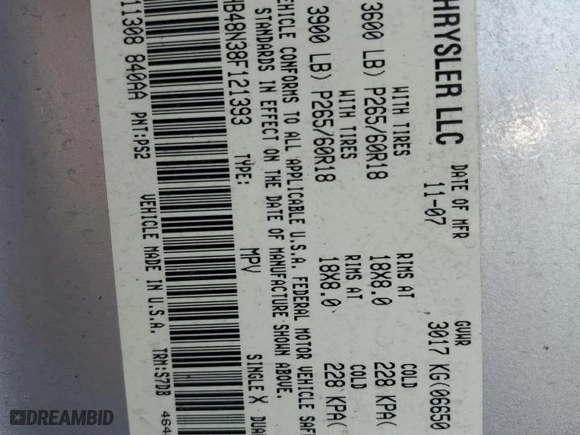 HRYSLER LLC
DATE OF MFR
11-07
GVWR
3017 KG(06650
WITH TIRES
RIMS AT
COLD
3600 LB) P265/60R18
18X8.0
228 KPA(
WITH TIRES
RIMS AT
COLD
3900 LB) P265/60R18
18X8.0
228 KPA(
VEHICLE CONFORMS TO ALL APPLICABLE U.S.A. FEDERAL MOTOR VEHICLE SAF
STANDARDS IN EFFECT ON THE DATE OF MANUFACTURE SHOWN ABOVE.
B48N38F121393
TYPE:
MPV
SINGLE X
DUA
11308 840AA
PNT:PS2
VEHICLE MADE IN U.S.A.
TRM:S7DB
464
DREAMBID